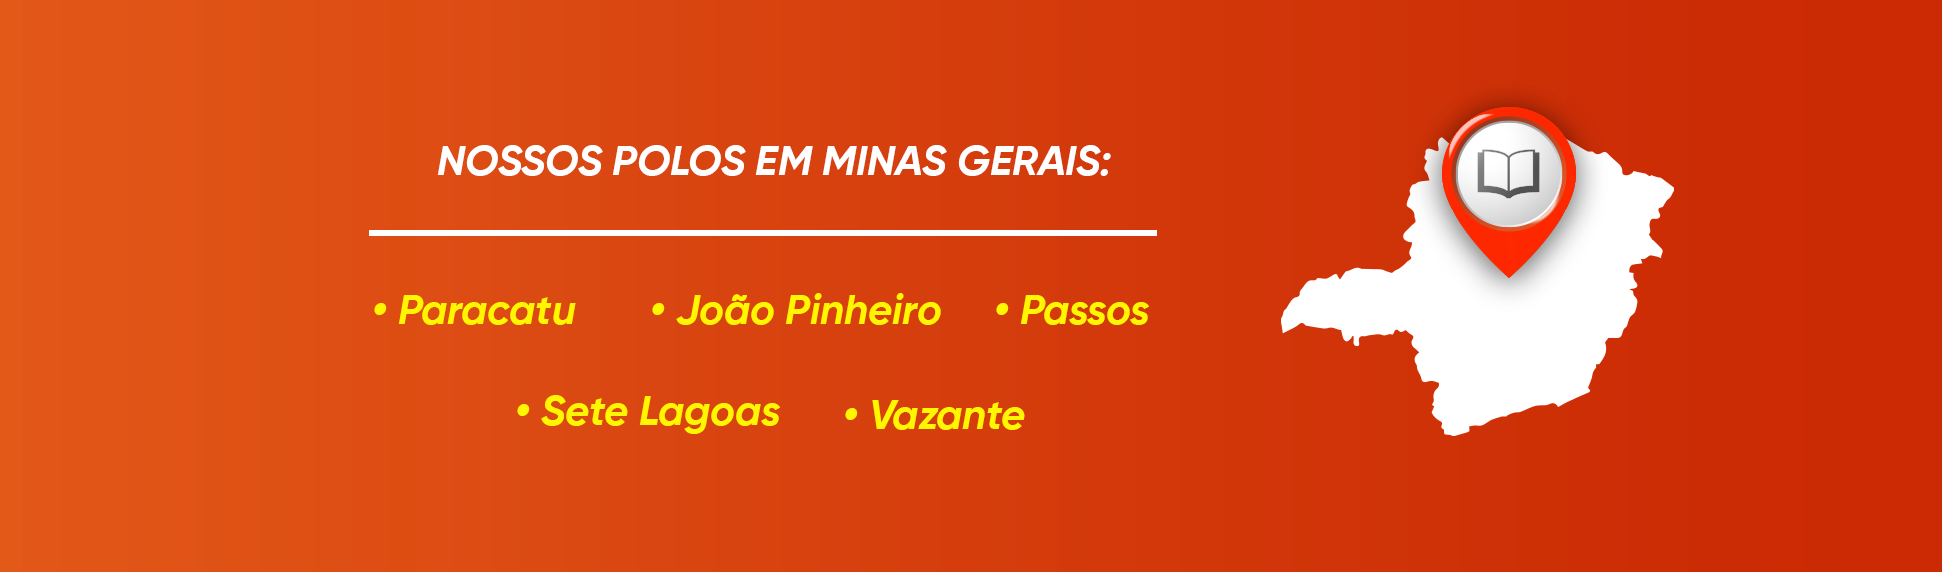 NOSSOS POLOS EM MINAS GERAIS:
• Paracatu • João Pinheiro • Passos
• Sete Lagoas • Vazante